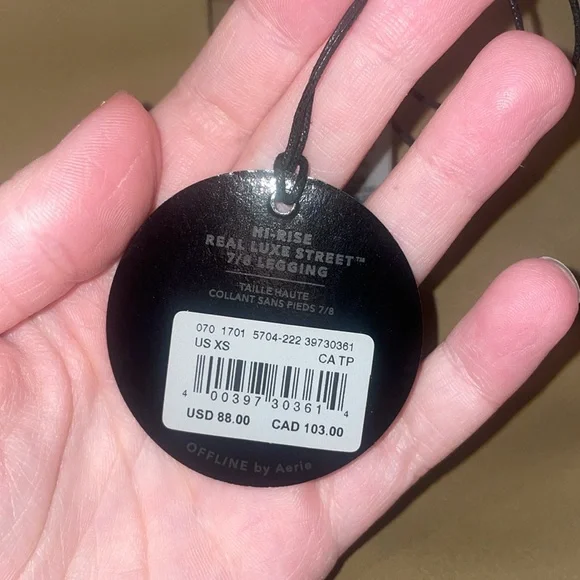 HI-RISE
REAL LUXE STREET™
7/8 LEGGING
TAILLE HAUTE
COLLANT SANS PIEDS 7/8
070 1701 5704-222 39730361
US XS CA TP
4 00397 30361 4
USD 88.00 CAD 103.00
OFFLINE by Aerie